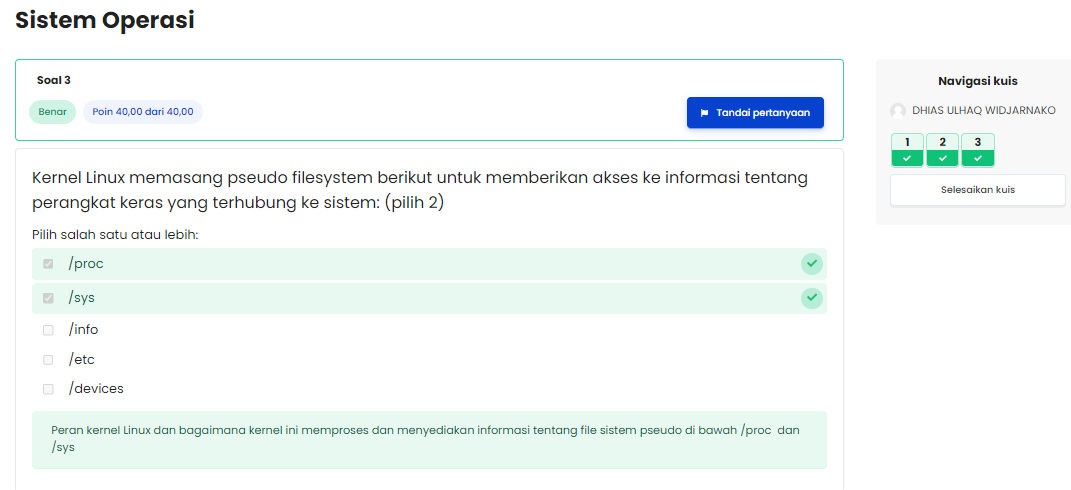 Sistem Operasi
Soal 3
Benar
Poin 40,00 dari 40,00
Tandai pertanyaan
Kernel Linux memasang pseudo filesystem berikut untuk memberikan akses ke informasi tentang
perangkat keras yang terhubung ke sistem: (pilih 2)
Pilih salah satu atau lebih:
/proc
/sys
/info
/etc
/devices
Peran kernel Linux dan bagaimana kernel ini memproses dan menyediakan informasi tentang file sistem pseudo di bawah /proc dan
/sys
Navigasi kuis
DHIAS ULHAQ WIDJARNAKO
1 2 3
Selesaikan kuis